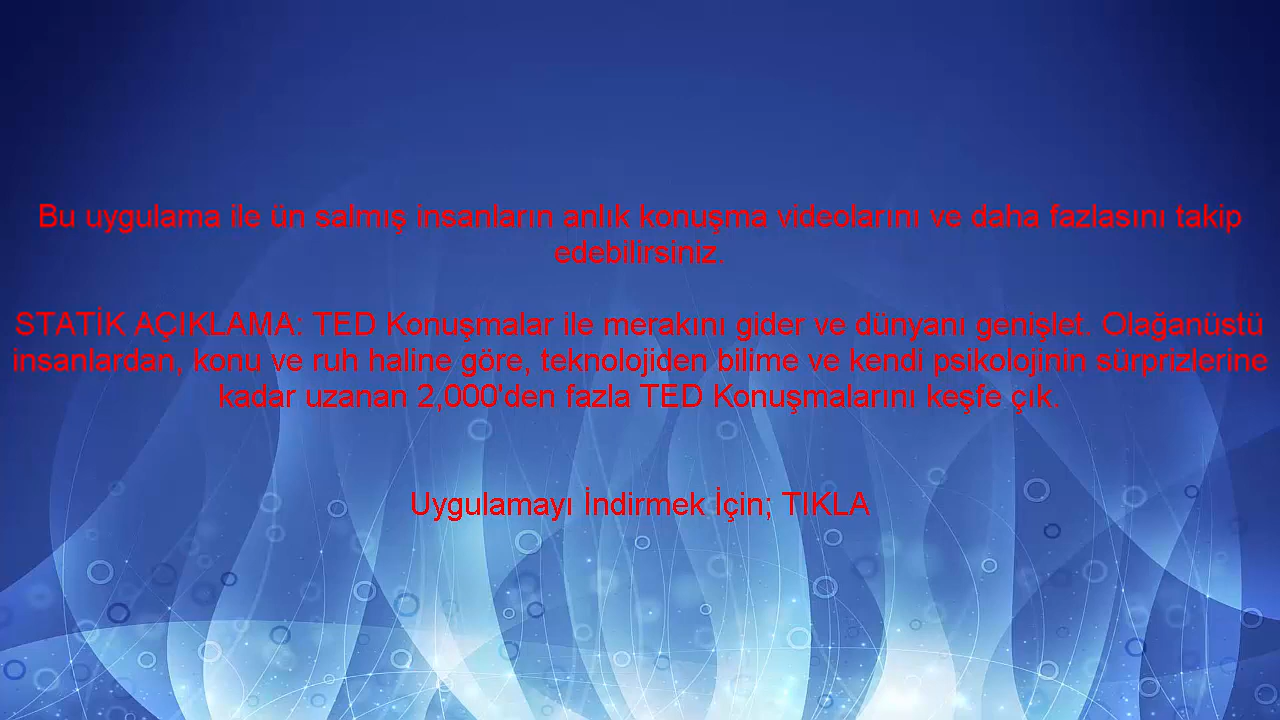 Bu uygulama ile ün salmış insanların anlık konuşma videolarını ve daha fazlasını takip
edebilirsiniz.
STATİK AÇIKLAMA: TED Konuşmalar ile merakını gider ve dünyanı genişlet. Olağanüstü
insanlardan, konu ve ruh haline göre, teknolojiden bilime ve kendi psikolojinin sürprizlerine
kadar uzanan 2,000'den fazla TED Konuşmalarını keşfe çık.
Uygulamayı İndirmek İçin; TIKLA